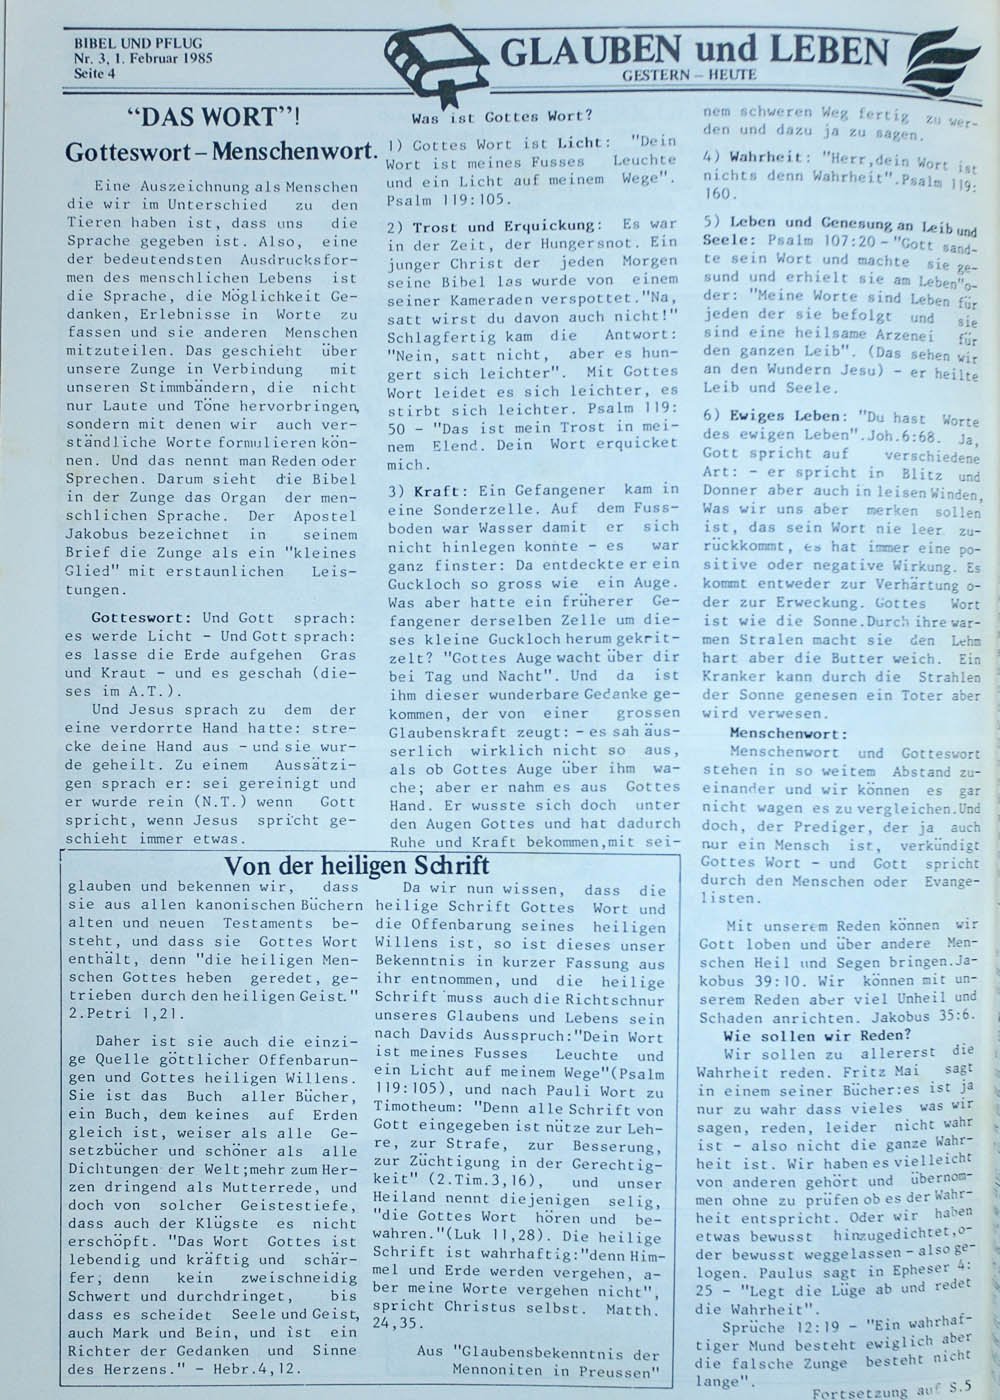 BIBEL UND PFLUG
Nr. 3, 1. Februar 1985
Seite 4
GLAUBEN und LEBEN
GESTERN – HEUTE
“DAS WORT”!
Gotteswort – Menschenwort.
Eine Auszeichnung als Menschen
die wir im Unterschied zu den
Tieren haben ist, dass uns die
Sprache gegeben ist. Also, eine
der bedeutendsten Ausdrucksfor-
men des menschlichen Lebens ist
die Sprache, die Möglichkeit Ge-
danken, Erlebnisse in Worte zu
fassen und sie anderen Menschen
mitzuteilen. Das geschieht über
unsere Zunge in Verbindung mit
unseren Stimmbändern, die nicht
nur Laute und Töne hervorbringen,
sondern mit denen wir auch ver-
ständliche Worte formulieren kön-
nen. Und das nennt man Reden oder
Sprechen. Darum sieht die Bibel
in der Zunge das Organ der men-
schlichen Sprache. Der Apostel
Jakobus bezeichnet in seinem
Brief die Zunge als ein "kleines
Glied" mit erstaunlichen Leis-
tungen.
Gotteswort: Und Gott sprach:
es werde Licht - Und Gott sprach:
es lasse die Erde aufgehen Gras
und Kraut - und es geschah (die-
ses im A.T.).
Und Jesus sprach zu dem der
eine verdorrte Hand hatte: stre-
cke deine Hand aus - und sie wur-
de geheilt. Zu einem Aussätzi-
gen sprach er: sei gereinigt und
er wurde rein (N.T.) wenn Gott
spricht, wenn Jesus spricht ge-
schieht immer etwas.
Was ist Gottes Wort?
1) Gottes Wort ist Licht: "Dein
Wort ist meines Fusses Leuchte
und ein Licht auf meinem Wege".
Psalm 119:105.
2) Trost und Erquickung: Es war
in der Zeit, der Hungersnot. Ein
junger Christ der jeden Morgen
seine Bibel las wurde von einem
seiner Kameraden verspottet."Na,
satt wirst du davon auch nicht!"
Schlagfertig kam die Antwort:
"Nein, satt nicht, aber es hun-
gert sich leichter". Mit Gottes
Wort leidet es sich leichter, es
stirbt sich leichter. Psalm 119:
50 - "Das ist mein Trost in mei-
nem Elend. Dein Wort erquicket
mich.
3) Kraft: Ein Gefangener kam in
eine Sonderzelle. Auf dem Fuss-
boden war Wasser damit er sich
nicht hinlegen konnte - es war
ganz finster: Da entdeckte er ein
Guckloch so gross wie ein Auge.
Was aber hatte ein früherer Ge-
fangener derselben Zelle um die-
ses kleine Guckloch herum gekrit-
zelt? "Gottes Auge wacht über dir
bei Tag und Nacht". Und da ist
ihm dieser wunderbare Gedanke ge-
kommen, der von einer grossen
Glaubenskraft zeugt: - es sah äus-
serlich wirklich nicht so aus,
als ob Gottes Auge über ihm wa-
che; aber er nahm es aus Gottes
Hand. Er wusste sich doch unter
den Augen Gottes und hat dadurch
Ruhe und Kraft bekommen,mit sei-
nem schweren Weg fertig zu wer-
den und dazu ja zu sagen.
4) Wahrheit: "Herr,dein Wort ist
nichts denn Wahrheit".Psalm 119:
160.
5) Leben und Genesung an Leib und
Seele: Psalm 107:20 - "Gott sand-
te sein Wort und machte sie ge-
sund und erhielt sie am Leben"o-
der: "Meine Worte sind Leben für
jeden der sie befolgt und sie
sind eine heilsame Arzenei für
den ganzen Leib". (Das sehen wir
an den Wundern Jesu) - er heilte
Leib und Seele.
6) Ewiges Leben: "Du hast Worte
des ewigen Leben".Joh.6:68. Ja,
Gott spricht auf verschiedene
Art: - er spricht in Blitz und
Donner aber auch in leisen Winden,
Was wir uns aber merken sollen
ist, das sein Wort nie leer zu-
rückkommt, es hat immer eine po-
sitive oder negative Wirkung. Es
kommt entweder zur Verhärtung o-
der zur Erweckung. Gottes Wort
ist wie die Sonne.Durch ihre war-
men Stralen macht sie den Lehm
hart aber die Butter weich. Ein
Kranker kann durch die Strahlen
der Sonne genesen ein Toter aber
wird verwesen.
Menschenwort:
Menschenwort und Gotteswort
stehen in so weitem Abstand zu-
einander und wir können es gar
nicht wagen es zu vergleichen.Und
doch, der Prediger, der ja auch
nur ein Mensch ist, verkündigt
Gottes Wort - und Gott spricht
durch den Menschen oder Evange-
listen.
Mit unserem Reden können wir
Gott loben und über andere Men-
schen Heil und Segen bringen.Ja-
kobus 39:10. Wir können mit un-
serem Reden aber viel Unheil und
Schaden anrichten. Jakobus 35:6.
Wie sollen wir Reden?
Wir sollen zu allererst die
Wahrheit reden. Fritz Mai sagt
in einem seiner Bücher:es ist ja
nur zu wahr dass vieles was wir
sagen, reden, leider nicht wahr
ist - also nicht die ganze Wahr-
heit ist. Wir haben es vielleicht
von anderen gehört und übernom-
men ohne zu prüfen ob es der Wahr-
heit entspricht. Oder wir haben
etwas bewusst hinzugedichtet,o-
der bewusst weggelassen - also ge-
logen. Paulus sagt in Epheser 4:
25 - "Legt die Lüge ab und redet
die Wahrheit".
Sprüche 12:19 - "Ein wahrhaf-
tiger Mund besteht ewiglich aber
die falsche Zunge besteht nicht
lange".
Fortsetzung auf S.5
Von der heiligen Schrift
glauben und bekennen wir, dass
sie aus allen kanonischen Büchern
alten und neuen Testaments be-
steht, und dass sie Gottes Wort
enthält, denn "die heiligen Men-
schen Gottes heben geredet, ge-
trieben durch den heiligen Geist."
2.Petri 1,21.
Daher ist sie auch die einzi-
ge Quelle göttlicher Offenbarun-
gen und Gottes heiligen Willens.
Sie ist das Buch aller Bücher,
ein Buch, dem keines auf Erden
gleich ist, weiser als alle Ge-
setzbücher und schöner als alle
Dichtungen der Welt;mehr zum Her-
zen dringend als Mutterrede, und
doch von solcher Geistestiefe,
dass auch der Klügste es nicht
erschöpft. "Das Wort Gottes ist
lebendig und kräftig und schär-
fer, denn kein zweischneidig
Schwert und durchdringet, bis
dass es scheidet Seele und Geist,
auch Mark und Bein, und ist ein
Richter der Gedanken und Sinne
des Herzens." - Hebr.4,12.
Da wir nun wissen, dass die
heilige Schrift Gottes Wort und
die Offenbarung seines heiligen
Willens ist, so ist dieses unser
Bekenntnis in kurzer Fassung aus
ihr entnommen, und die heilige
Schrift muss auch die Richtschnur
unseres Glaubens und Lebens sein
nach Davids Ausspruch:"Dein Wort
ist meines Fusses Leuchte und
ein Licht auf meinem Wege"(Psalm
119:105), und nach Pauli Wort zu
Timotheum: "Denn alle Schrift von
Gott eingegeben ist nütze zur Leh-
re, zur Strafe, zur Besserung,
zur Züchtigung in der Gerechtig-
keit" (2.Tim.3,16), und unser
Heiland nennt diejenigen selig,
"die Gottes Wort hören und be-
wahren."(Luk 11,28). Die heilige
Schrift ist wahrhaftig:"denn Him-
mel und Erde werden vergehen, a-
ber meine Worte vergehen nicht",
spricht Christus selbst. Matth.
24,35.
Aus "Glaubensbekenntnis der
Mennoniten in Preussen"